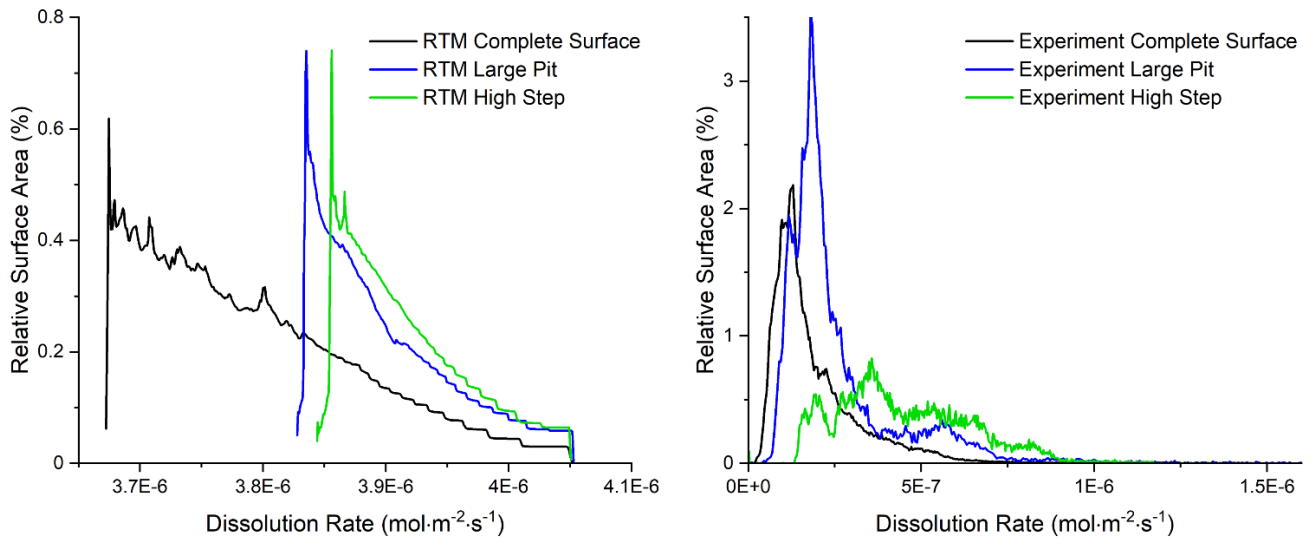 0.8
0.6
0.4
0.2
0
Relative Surface Area (%)
RTM Complete Surface
RTM Large Pit
RTM High Step
3.7E-6 3.8E-6 3.9E-6 4E-6 4.1E-6
Dissolution Rate (mol·m⁻²·s⁻¹)
3
2
1
0
Relative Surface Area (%)
Experiment Complete Surface
Experiment Large Pit
Experiment High Step
0E+0 5E-7 1E-6 1.5E-6
Dissolution Rate (mol·m⁻²·s⁻¹)